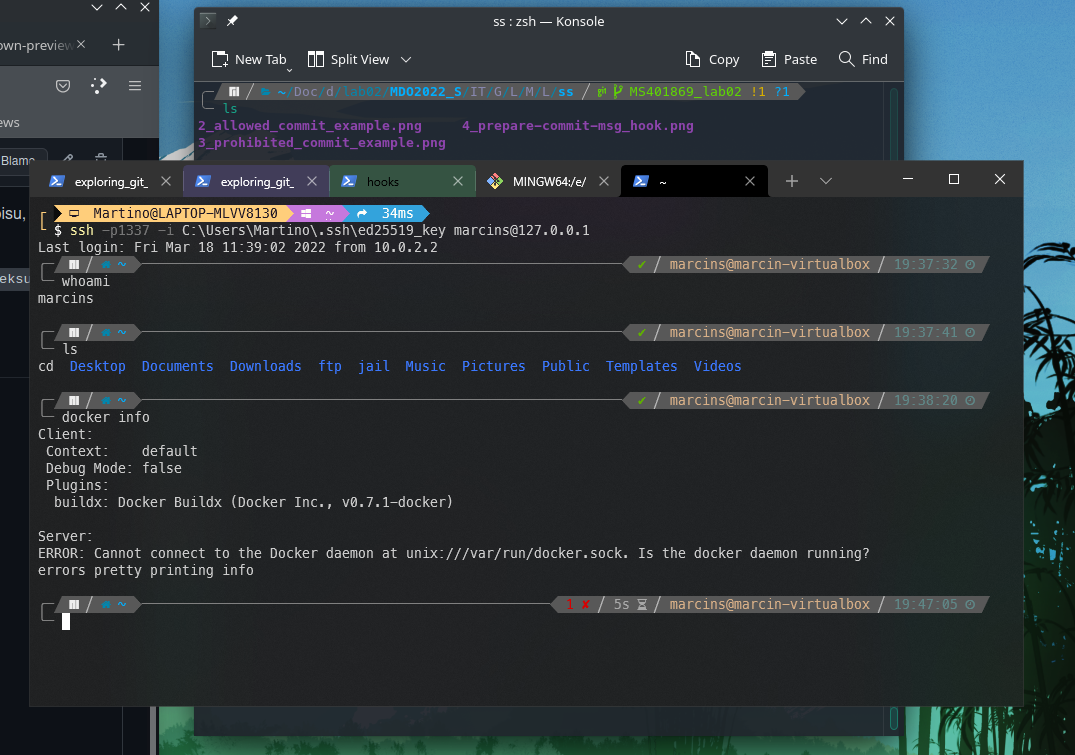 own-preview
ews
Blame
oisu,
eksu
ss : zsh — Konsole
New Tab Split View Copy Paste Find
~/Doc/d/lab02/MDO2022_S/IT/G/L/M/L/ss MS401869_lab02 !1 ?1
ls
2_allowed_commit_example.png 4_prepare-commit-msg_hook.png
3_prohibited_commit_example.png
exploring_git_ exploring_git_ hooks MINGW64:/e/ ~
Martino@LAPTOP-MLVV8130 ~ 34ms
$ ssh -p1337 -i C:\Users\Martino\.ssh\ed25519_key marcins@127.0.0.1
Last login: Fri Mar 18 11:39:02 2022 from 10.0.2.2
~ ✔ / marcins@marcin-virtualbox / 19:37:32
whoami
marcins
~ ✔ / marcins@marcin-virtualbox / 19:37:41
ls
cd Desktop Documents Downloads ftp jail Music Pictures Public Templates Videos
~ ✔ / marcins@marcin-virtualbox / 19:38:20
docker info
Client:
Context: default
Debug Mode: false
Plugins:
buildx: Docker Buildx (Docker Inc., v0.7.1-docker)
Server:
ERROR: Cannot connect to the Docker daemon at unix:///var/run/docker.sock. Is the docker daemon running?
errors pretty printing info
~ 1 ✘ / 5s / marcins@marcin-virtualbox / 19:47:05